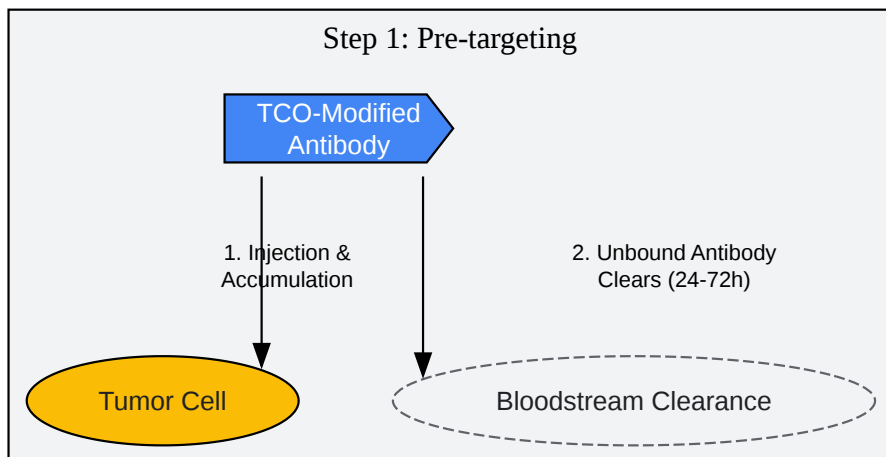 Step 1: Pre-targeting
TCO-Modified
Antibody
1. Injection &
Accumulation
2. Unbound Antibody
Clears (24-72h)
Tumor Cell
Bloodstream Clearance